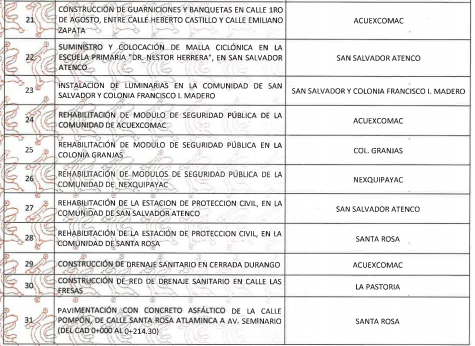 21 CONSTRUCCIÓN DE GUARNICIONES Y BANQUETAS EN CALLE 1RO
DE AGOSTO, ENTRE CALLE HEBERTO CASTILLO Y CALLE EMILIANO
ZAPATA
ACUEXCOMAC
22 SUMINISTRO Y COLOCACIÓN DE MALLA CICLÓNICA EN LA
ESCUELA PRIMARIA "DR. NESTOR HERRERA", EN SAN SALVADOR
ATENCO
SAN SALVADOR ATENCO
23 INSTALACION DE LUMINARIAS EN LA COMUNIDAD DE SAN
SALVADOR Y COLONIA FRANCISCO I. MADERO
SAN SALVADOR Y COLONIA FRANCISCO I. MADERO
24 REHABILITACIÓN DE MODULO DE SEGURIDAD PÚBLICA DE LA
COMUNIDAD DE ACUEXCOMAC
ACUEXCOMAC
25 REHABILITACIÓN DE MODULO DE SEGURIDAD PÚBLICA EN LA
COLONIA GRANJAS
COL. GRANJAS
26 REHABILITACIÓN DE MODULOS DE SEGURIDAD PÚBLICA DE LA
COMUNIDAD DE NEXQUIPAYAC
NEXQUIPAYAC
27 REHABILITACIÓN DE LA ESTACION DE PROTECCION CIVIL, EN LA
COMUNIDAD DE SAN SALVADOR ATENCO
SAN SALVADOR ATENCO
28 REHABILITACIÓN DE LA ESTACION DE PROTECCION CIVIL, EN LA
COMUNIDAD DE SANTA ROSA
SANTA ROSA
29 CONSTRUCCIÓN DE DRENAJE SANITARIO EN CERRADA DURANGO
ACUEXCOMAC
30 CONSTRUCCIÓN DE RED DE DRENAJE SANITARIO EN CALLE LAS
FRESAS
LA PASTORIA
31 PAVIMENTACIÓN CON CONCRETO ASFÁLTICO DE LA CALLE
POMPÓN, DE CALLE SANTA ROSA ATLAMINCA A AV. SEMINARIO
(DEL CAD 0+000 AL 0+214.30)
SANTA ROSA